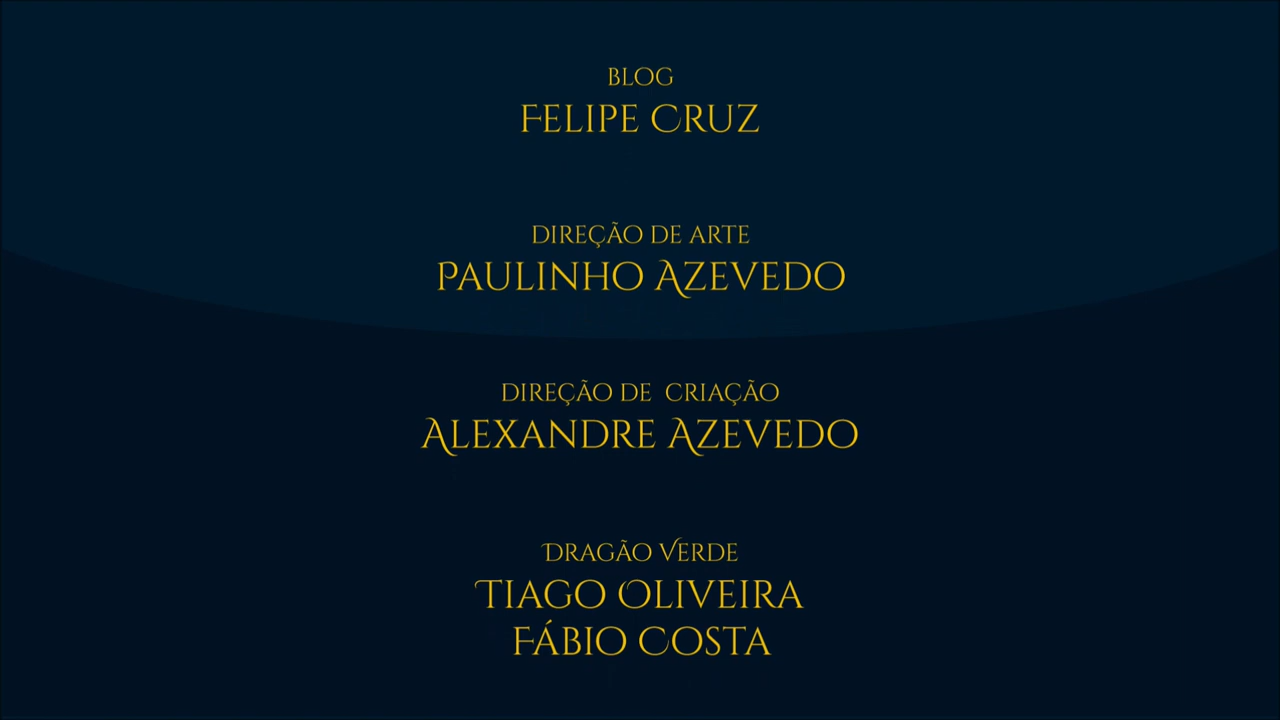 BLOG
FELIPE CRUZ
DIREÇÃO DE ARTE
PAULINHO AZEVEDO
DIREÇÃO DE CRIAÇÃO
ALEXANDRE AZEVEDO
DRAGÃO VERDE
TIAGO OLIVEIRA
FÁBIO COSTA